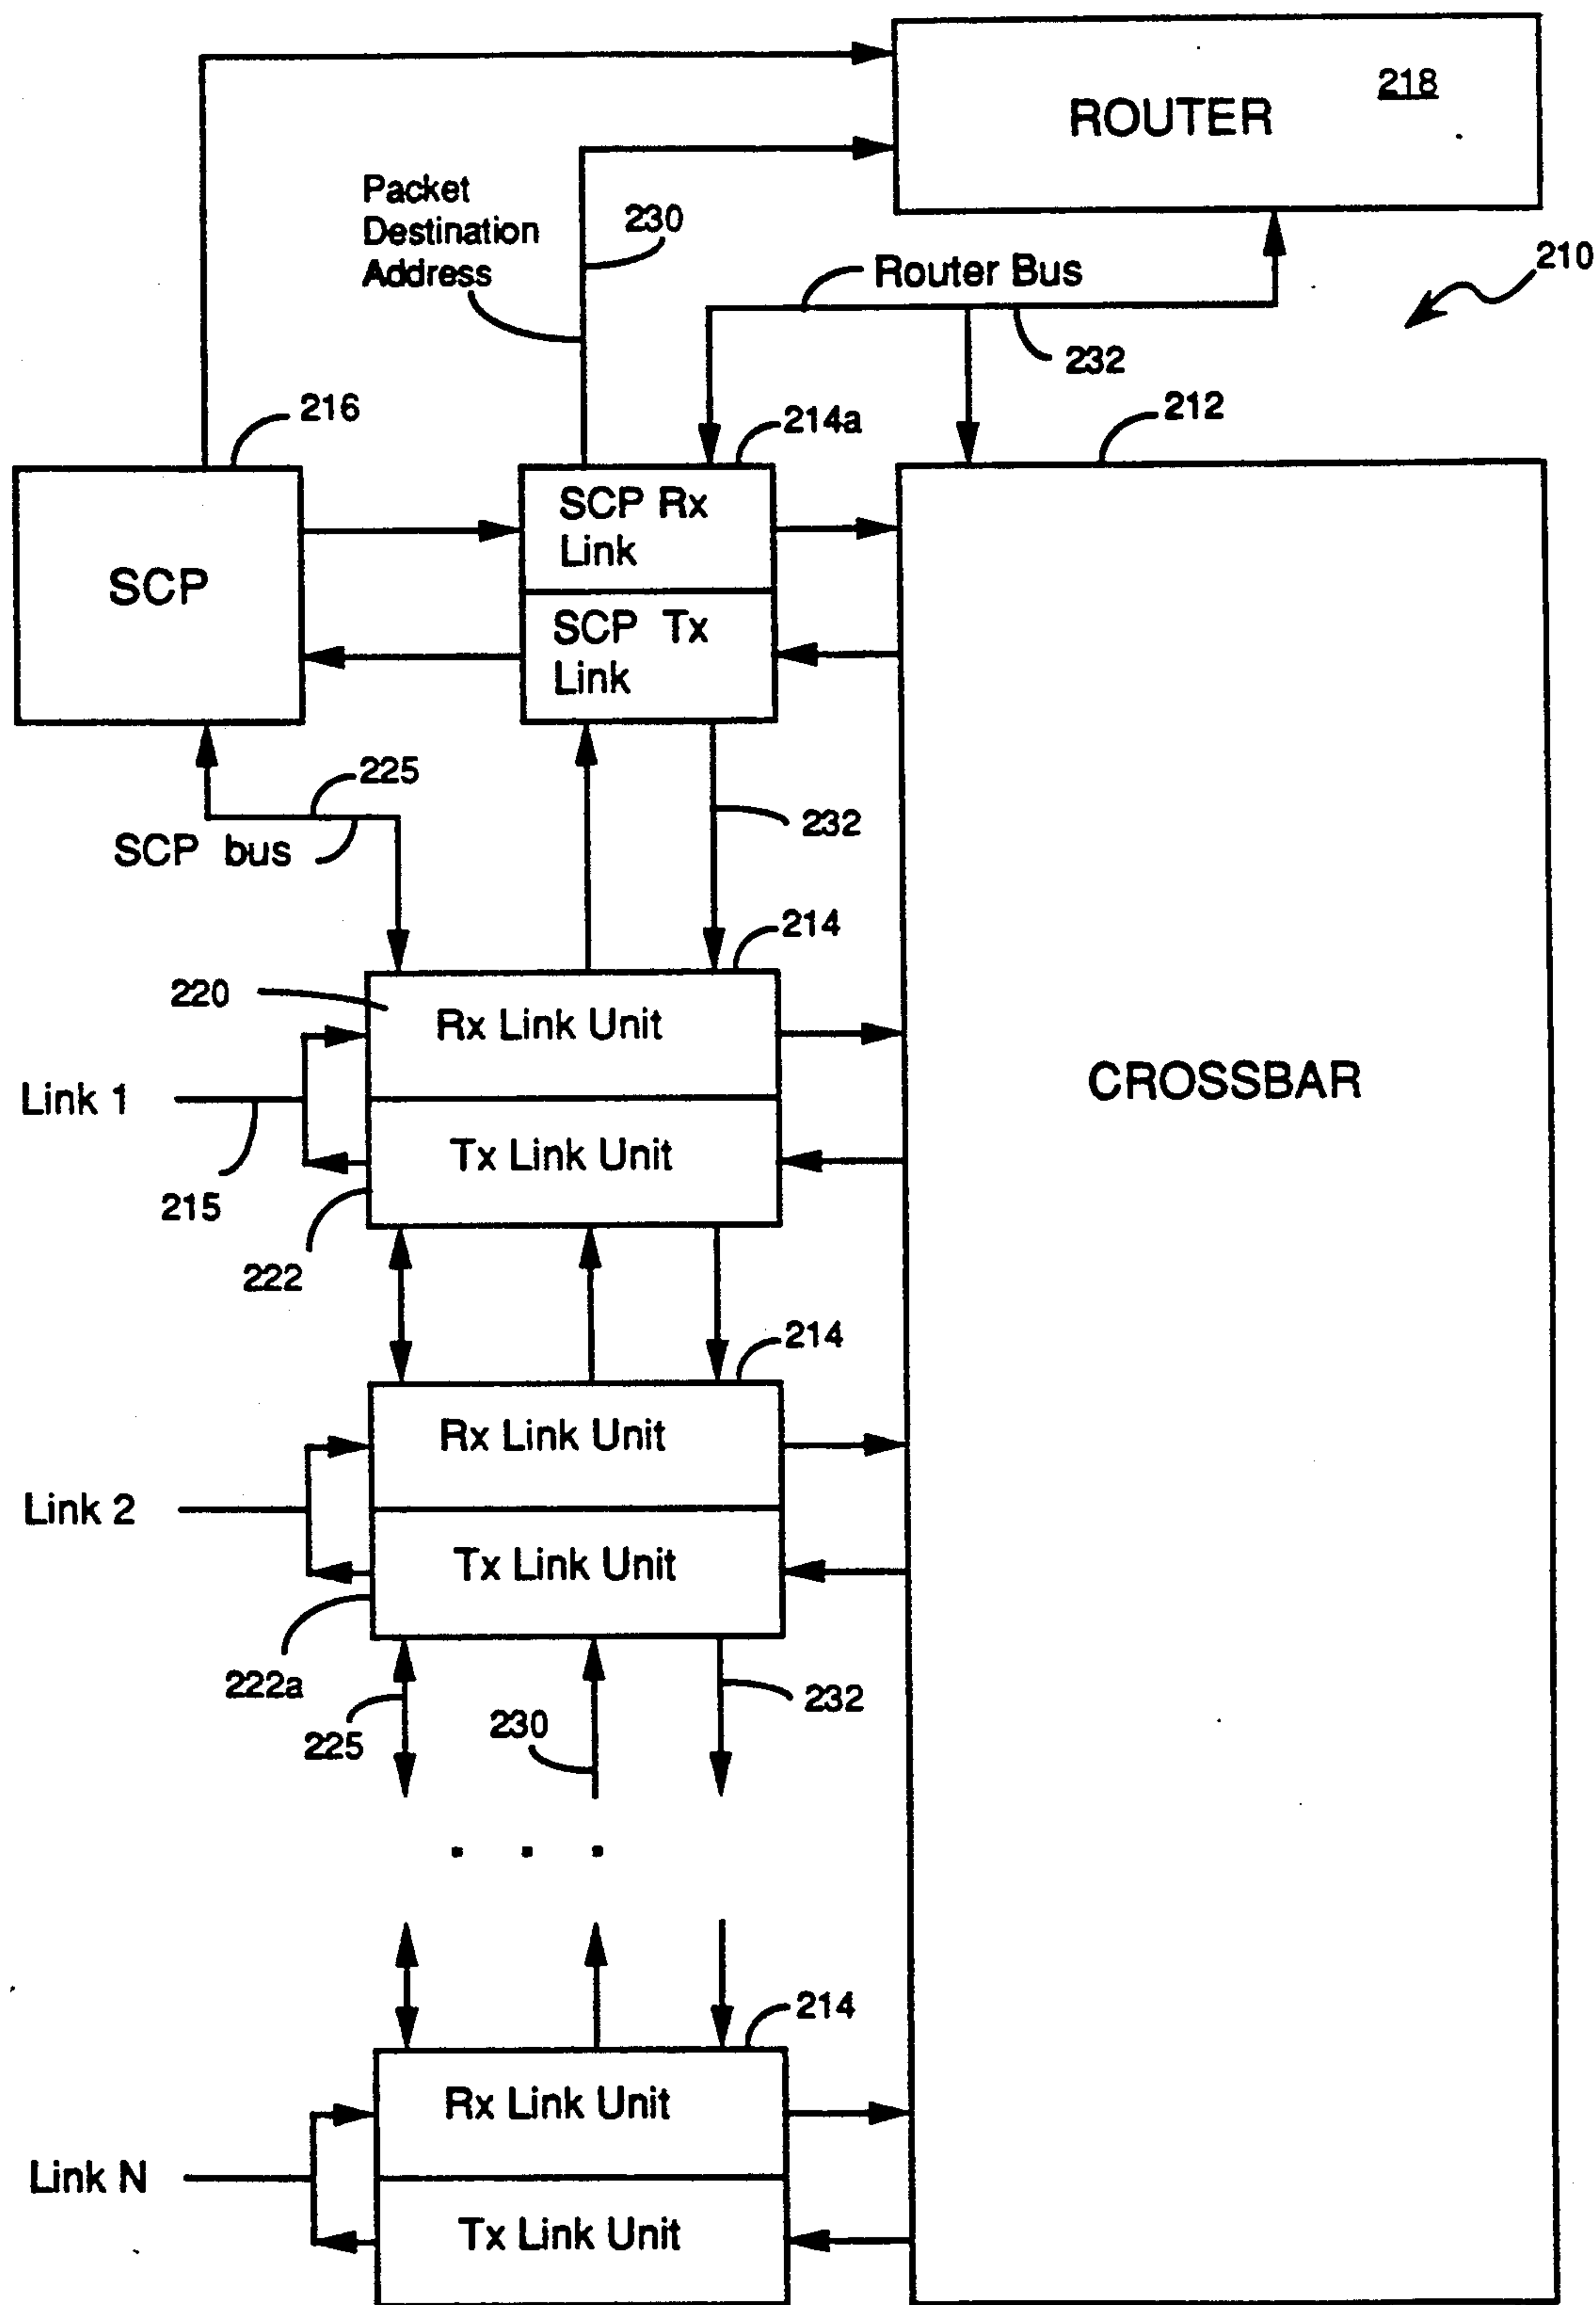 218
ROUTER
Packet
Destination
Address
230
Router Bus
210
232
216
214a
212
SCP Rx
Link
SCP
SCP Tx
Link
225
SCP bus
232
214
220
Rx Link Unit
CROSSBAR
Link 1
Tx Link Unit
215
222
214
Rx Link Unit
Link 2
Tx Link Unit
222a
225
230
232
. . .
214
Rx Link Unit
Link N
Tx Link Unit